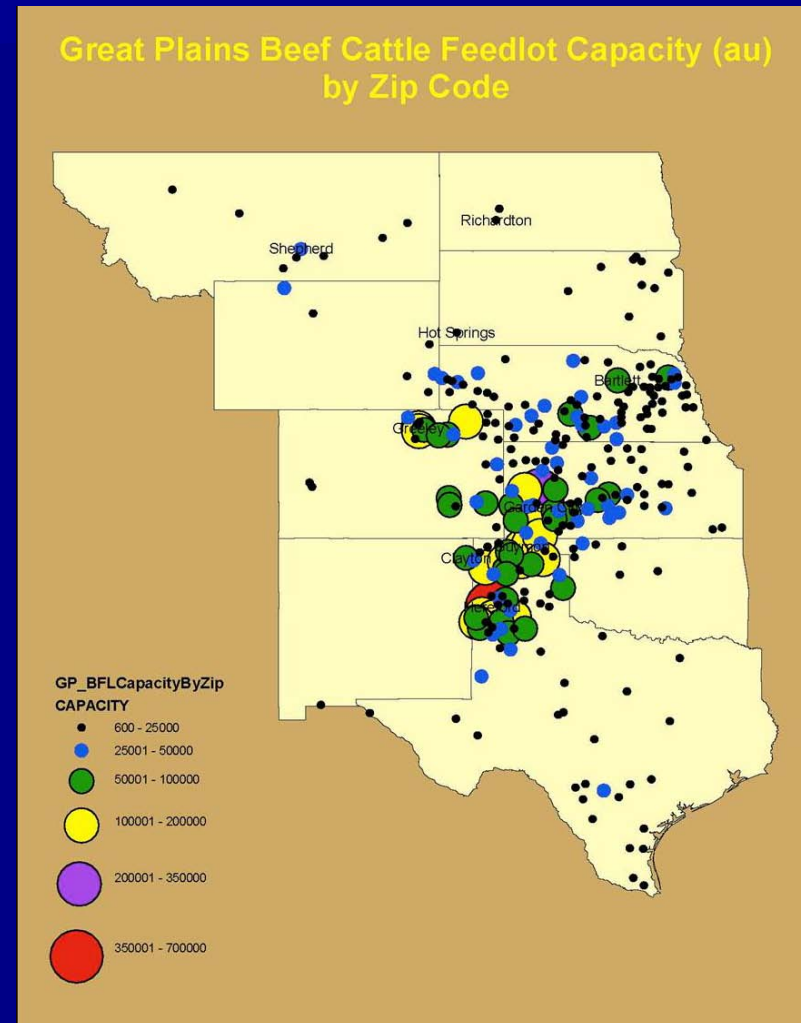 Great Plains Beef Cattle Feedlot Capacity (au)
by Zip Code
Richardton
Shepherd
Hot Springs
Bartlett
Greeley
Clayton
Hereford
GP_BFLCapacityByZip
CAPACITY
600 - 25000
25001 - 50000
50001 - 100000
100001 - 200000
200001 - 350000
350001 - 700000